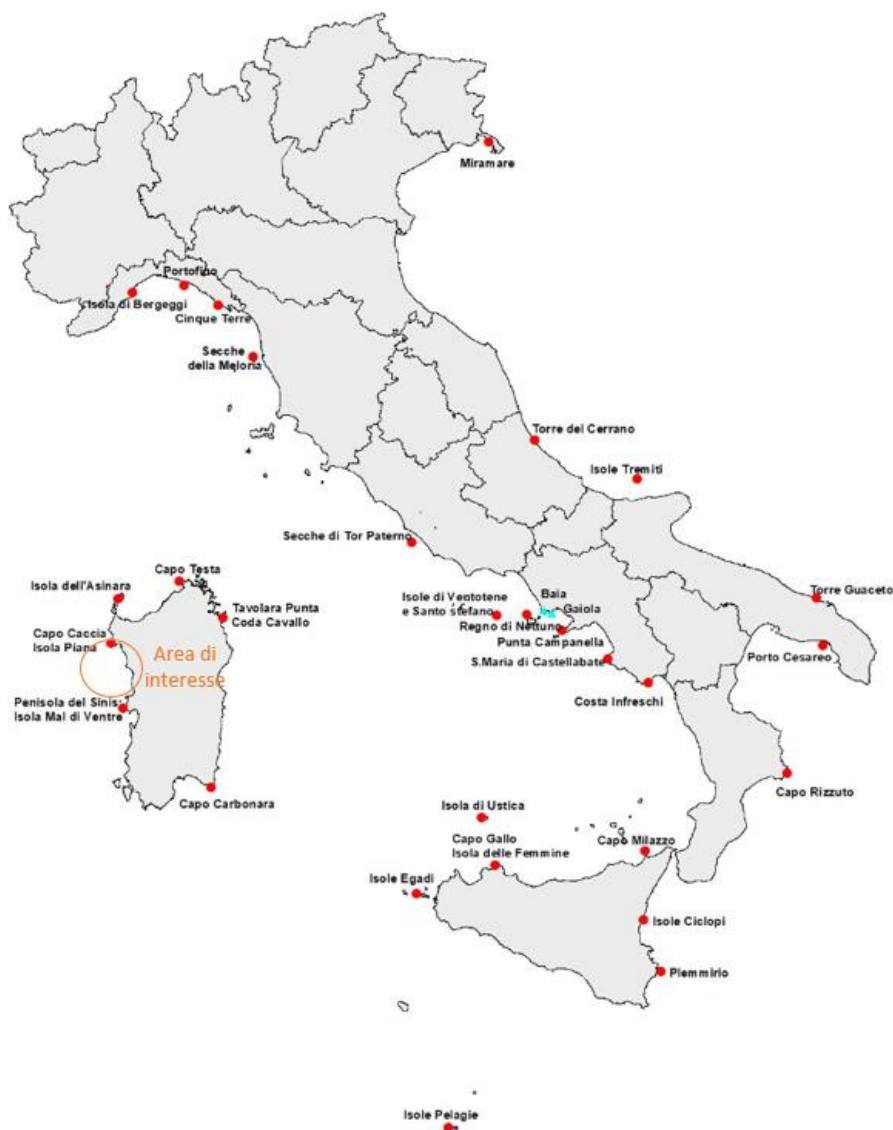 Miramare
Portofino
Isola di Bergeggi
Cinque Terre
Secche
della Meloria
Torre del Cerrano
Isole Tremiti
Secche di Tor Paterno
Capo Testa
Isola dell'Asinara
Tavolara Punta
Coda Cavallo
Capo Caccia
Isola Piana
Area di
interesse
Penisola del Sinis-
Isola Mal di Ventre
Capo Carbonara
Isole di Ventotene
e Santo stefano
Baia
Gaiola
Regno di Nettuno
Punta Campanella
S.Maria di Castellabate
Costa Infreschi
Torre Guaceto
Porto Cesareo
Capo Rizzuto
Isola di Ustica
Capo Gallo
Isola delle Femmine
Capo Milazzo
Isole Egadi
Isole Ciclopi
Plemmirio
Isole Pelagie